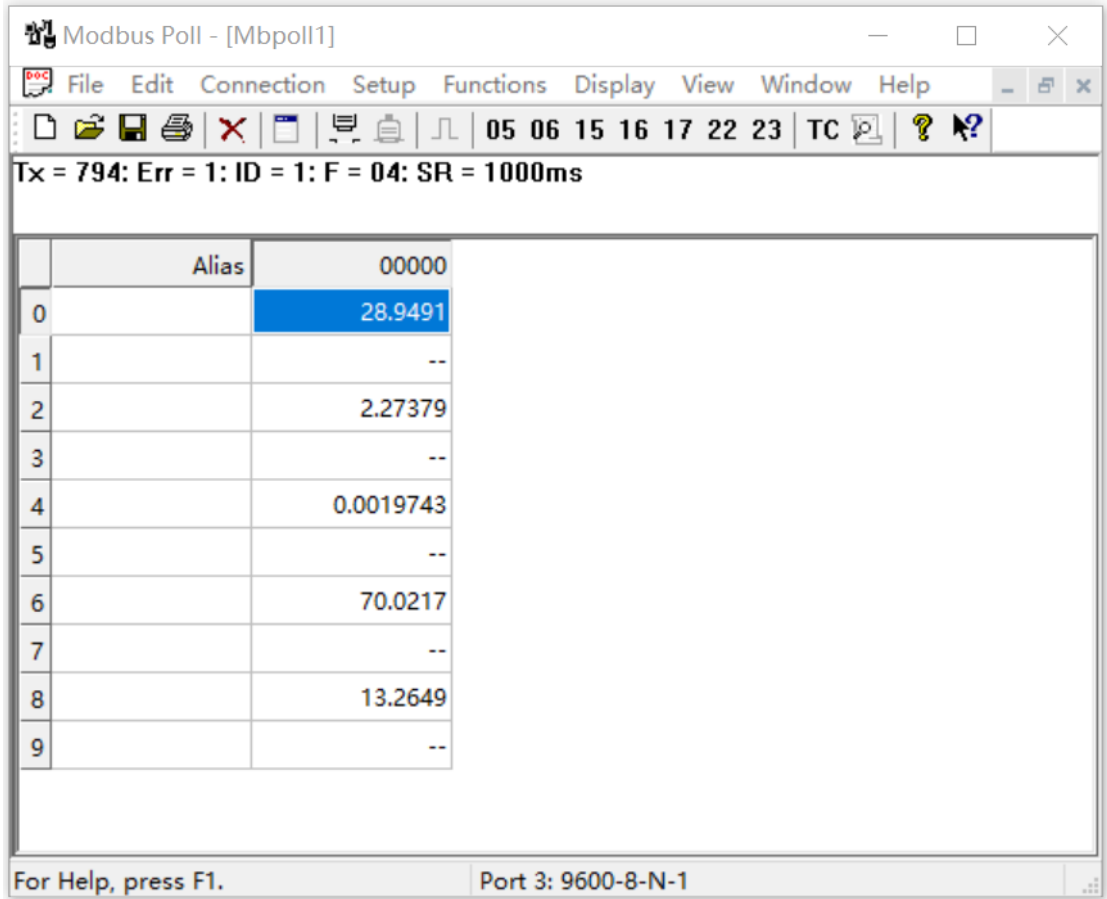 Modbus Poll - [Mbpoll1]
DOC File Edit Connection Setup Functions Display View Window Help
05 06 15 16 17 22 23 TC
Tx = 794: Err = 1: ID = 1: F = 04: SR = 1000ms
Alias 00000
0 28.9491
1 --
2 2.27379
3 --
4 0.0019743
5 --
6 70.0217
7 --
8 13.2649
9 --
For Help, press F1. Port 3: 9600-8-N-1